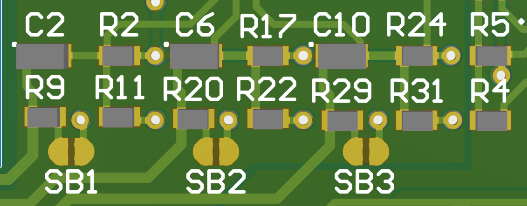 C2 R2 C6 R17 C10 R24 R5
R9 R11 R20 R22 R29 R31 R4
SB1 SB2 SB3